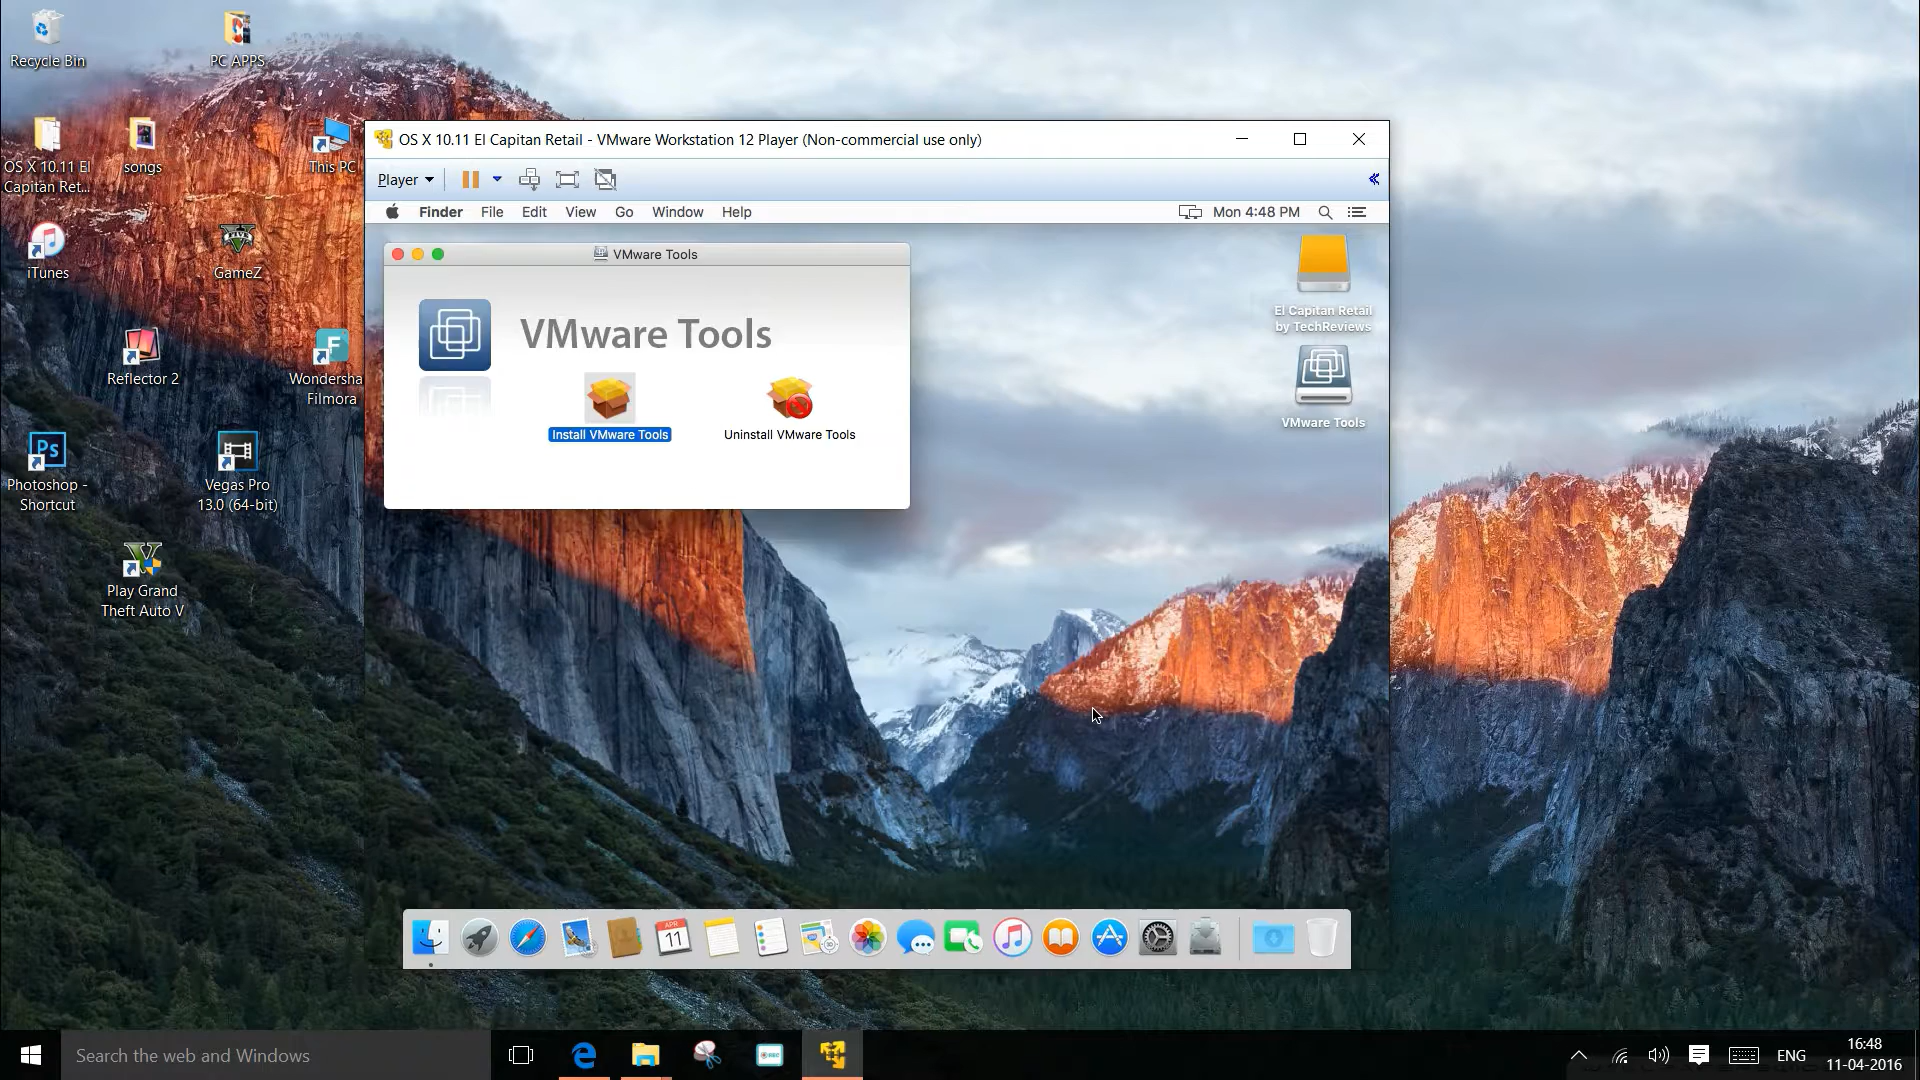 Recycle Bin
PC APPS
OS X 10.11 El
Capitan Ret...
songs
This PC
iTunes
GameZ
Reflector 2
Wondersha
Filmora
Ps
Photoshop -
Shortcut
Vegas Pro
13.0 (64-bit)
Play Grand
Theft Auto V
OS X 10.11 El Capitan Retail - VMware Workstation 12 Player (Non-commercial use only)
Player
Finder File Edit View Go Window Help Mon 4:48 PM
VMware Tools
VMware Tools
Install VMware Tools
Uninstall VMware Tools
El Capitan Retail
by TechReviews
VMware Tools
APR
11
Search the web and Windows
REC
ENG
16:48
11-04-2016